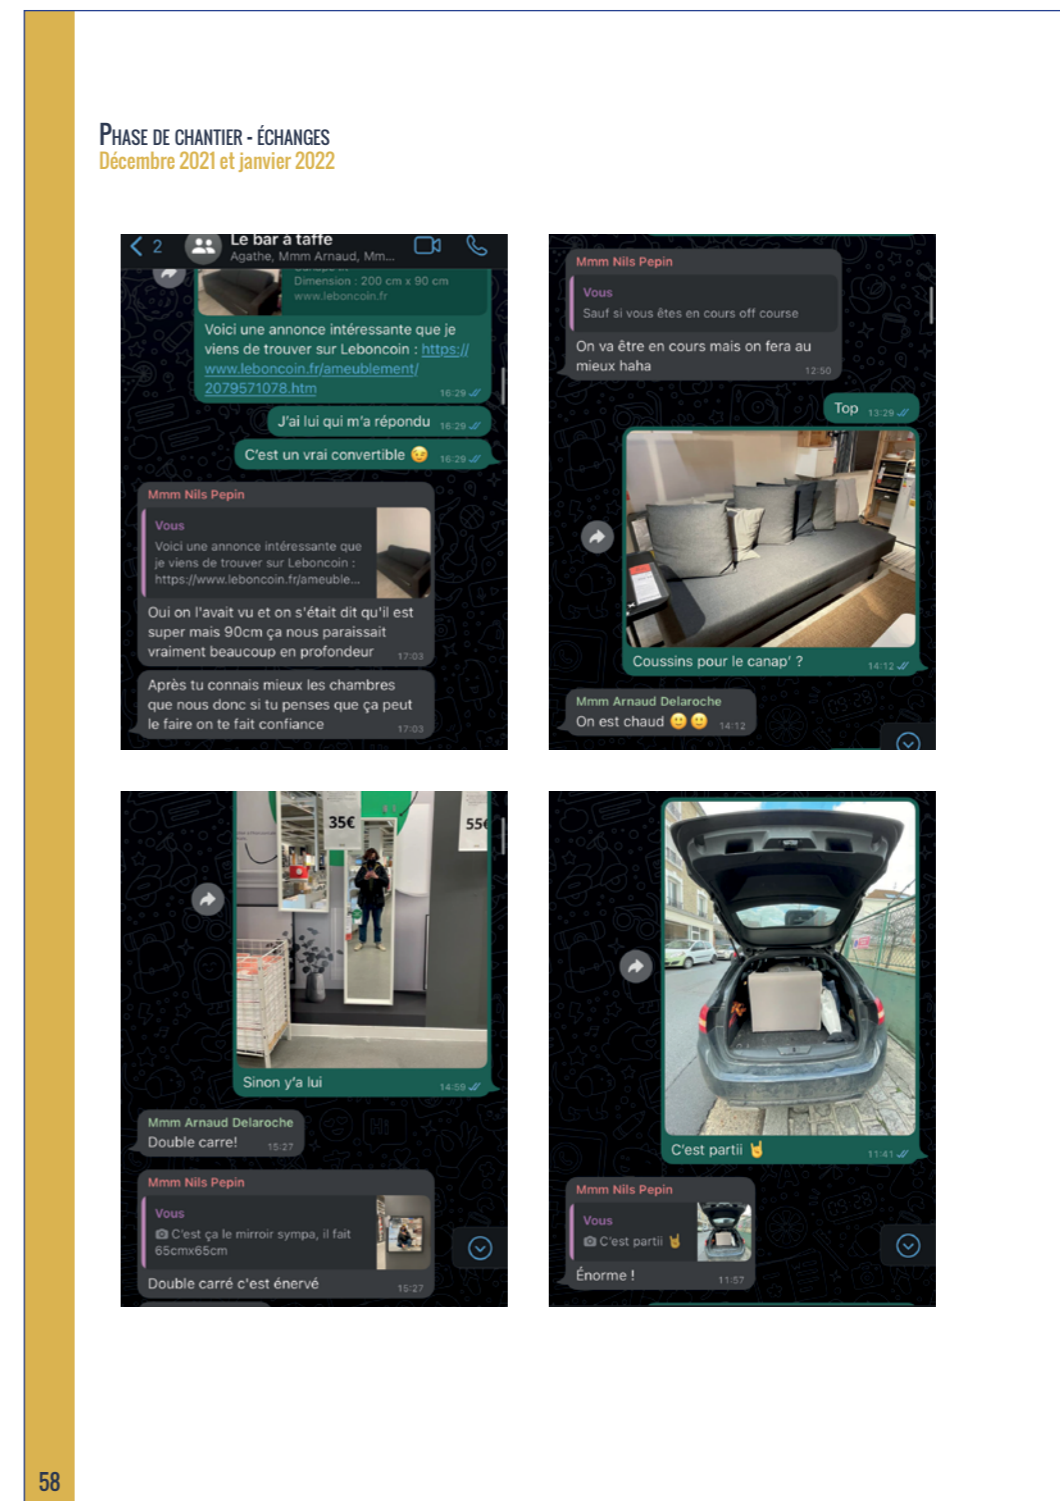 Phase de chantier - échanges
Décembre 2021 et janvier 2022
2
Le bar à taffe
Agathe, Mmm Arnaud, Mm...
Dimension : 200 cm x 90 cm
www.leboncoin.fr
Voici une annonce intéressante que je
viens de trouver sur Leboncoin : https://
www.leboncoin.fr/ameublement/
2079571078.htm
16:29
J'ai lui qui m'a répondu
16:29
C'est un vrai convertible 😉
16:29
Mmm Nils Pepin
Vous
Voici une annonce intéressante que
je viens de trouver sur Leboncoin :
https://www.leboncoin.fr/ameuble...
Oui on l'avait vu et on s'était dit qu'il est
super mais 90cm ça nous paraissait
vraiment beaucoup en profondeur
17:03
Après tu connais mieux les chambres
que nous donc si tu penses que ça peut
le faire on te fait confiance
17:03
Mmm Nils Pepin
Vous
Sauf si vous êtes en cours off course
On va être en cours mais on fera au
mieux haha
12:50
Top
13:29
Coussins pour le canap' ?
14:12
Mmm Arnaud Delaroche
On est chaud 🙂🙂
14:12
35€
55€
Sinon y'a lui
14:59
Mmm Arnaud Delaroche
Double carre!
15:27
Mmm Nils Pepin
Vous
📷 C'est ça le mirroir sympa, il fait
65cmx65cm
Double carré c'est énervé
15:27
C'est partii 🤘
11:41
Mmm Nils Pepin
Vous
📷 C'est partii 🤘
Énorme !
11:57
58